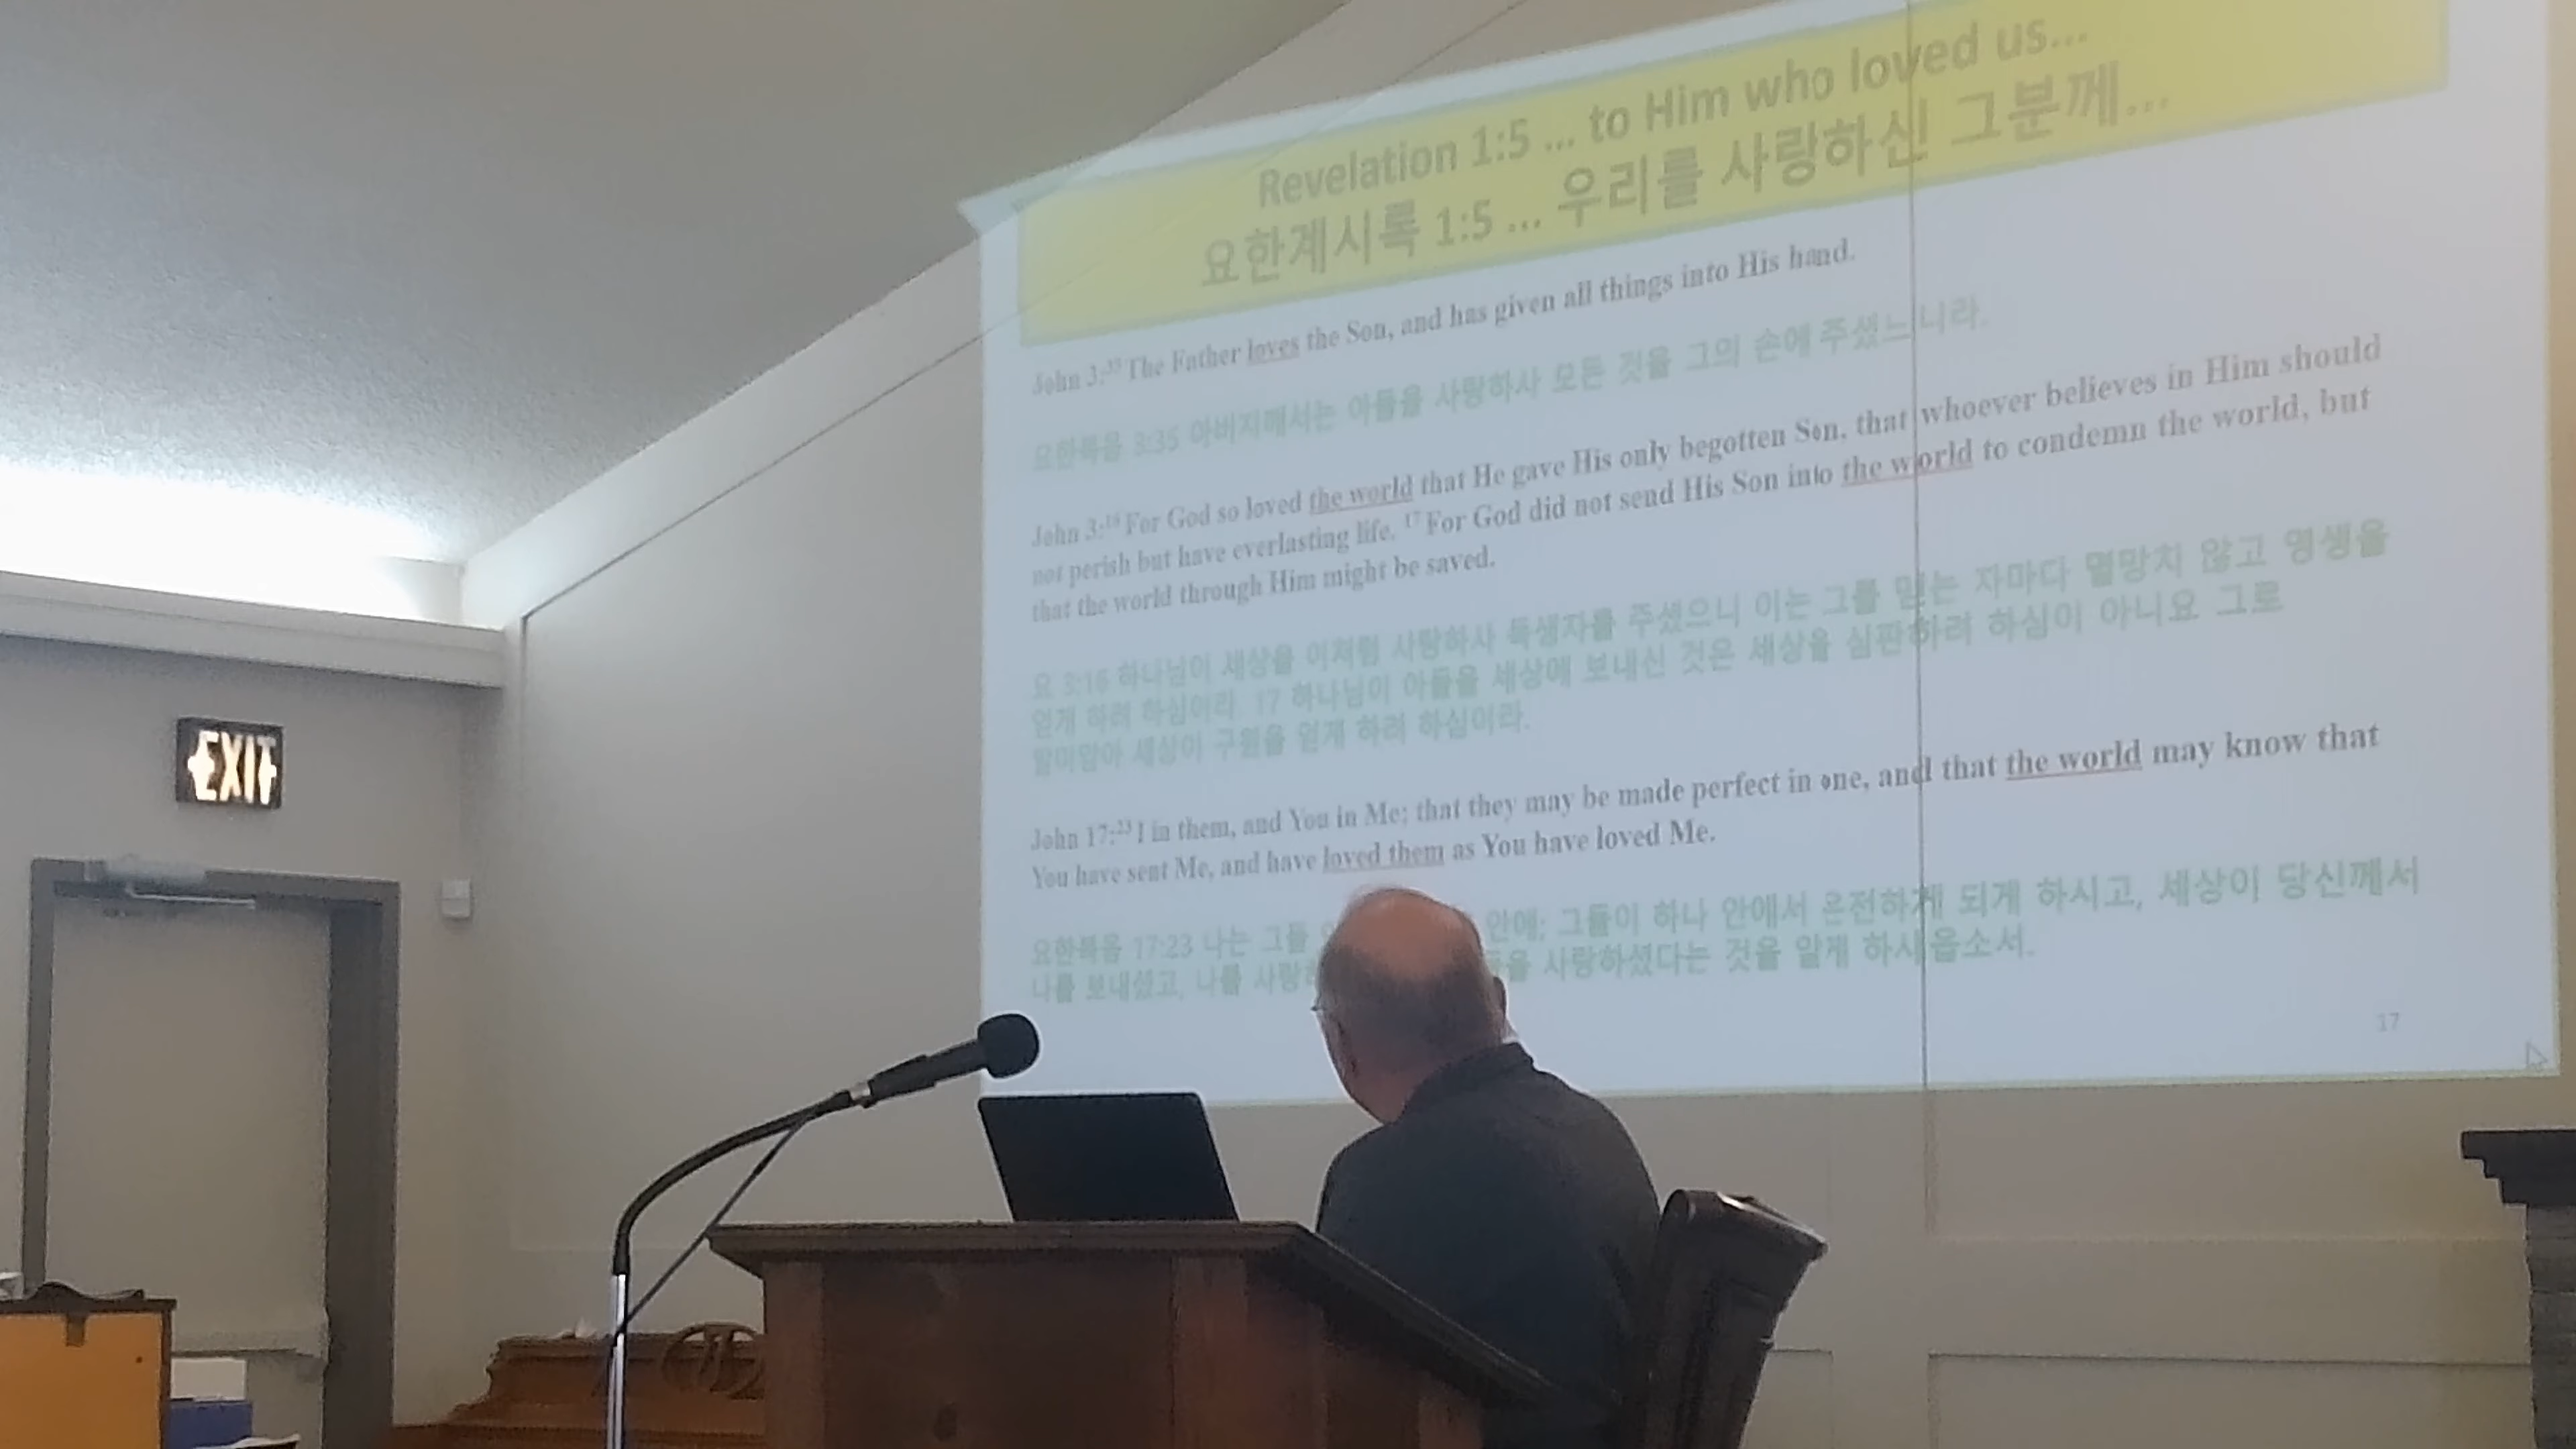 Revelation 1:5 ... to Him who loved us...
요한계시록 1:5 ... 우리를 사랑하신 그분께...
John 3:35 The Father loves the Son, and has given all things into His hand.
요한복음 3:35 아버지께서는 아들을 사랑하사 모든 것을 그의 손에 주셨느니라.
John 3:16 For God so loved the world that He gave His only begotten Son, that whoever believes in Him should
not perish but have everlasting life. 17 For God did not send His Son into the world to condemn the world, but
that the world through Him might be saved.
요 3:16 하나님이 세상을 이처럼 사랑하사 독생자를 주셨으니 이는 그를 믿는 자마다 멸망치 않고 영생을
얻게 하려 하심이라. 17 하나님이 아들을 세상에 보내신 것은 세상을 심판하려 하심이 아니요 그로
말미암아 세상이 구원을 얻게 하려 하심이라.
John 17:23 I in them, and You in Me; that they may be made perfect in one, and that the world may know that
You have sent Me, and have loved them as You have loved Me.
요한복음 17:23 나는 그들 안에; 그들이 하나 안에서 온전하게 되게 하시고, 세상이 당신께서
나를 보내셨고, 나를 사랑하셨다는 것을 알게 하시옵소서.
17
EXIT